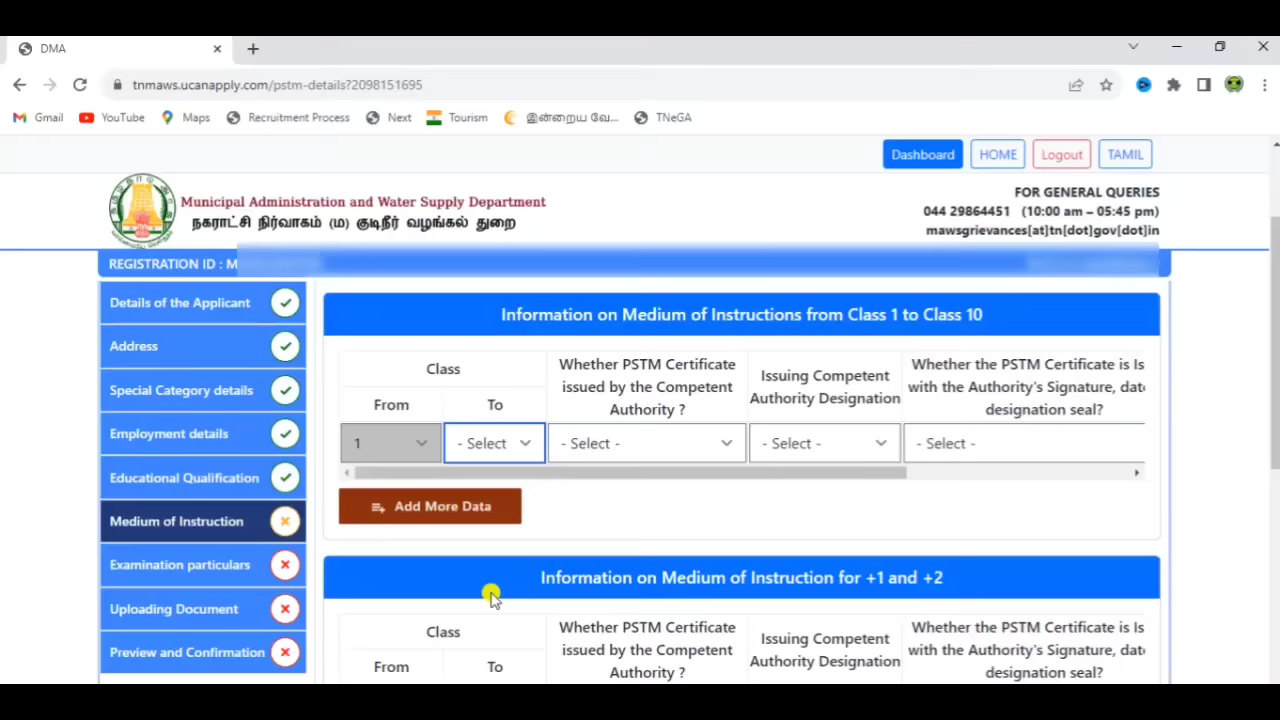 DMA
tnmaws.ucanapply.com/pstm-details?2098151695
Gmail YouTube Maps Recruitment Process Next Tourism இன்றைய வே... TNeGA
Dashboard HOME Logout TAMIL
Municipal Administration and Water Supply Department
நகராட்சி நிர்வாகம் (ம) குடிநீர் வழங்கல் துறை
FOR GENERAL QUERIES
044 29864451 (10:00 am – 05:45 pm)
mawsgrievances[at]tn[dot]gov[dot]in
REGISTRATION ID : M
Details of the Applicant
Address
Special Category details
Employment details
Educational Qualification
Medium of Instruction
Examination particulars
Uploading Document
Preview and Confirmation
Information on Medium of Instructions from Class 1 to Class 10
Class
From To
Whether PSTM Certificate
issued by the Competent
Authority ?
Issuing Competent
Authority Designation
Whether the PSTM Certificate is Is
with the Authority's Signature, dat
designation seal?
1 - Select - Select - - Select - - Select -
Add More Data
Information on Medium of Instruction for +1 and +2
Class
From To
Whether PSTM Certificate
issued by the Competent
Authority ?
Issuing Competent
Authority Designation
Whether the PSTM Certificate is Is
with the Authority's Signature, dat
designation seal?